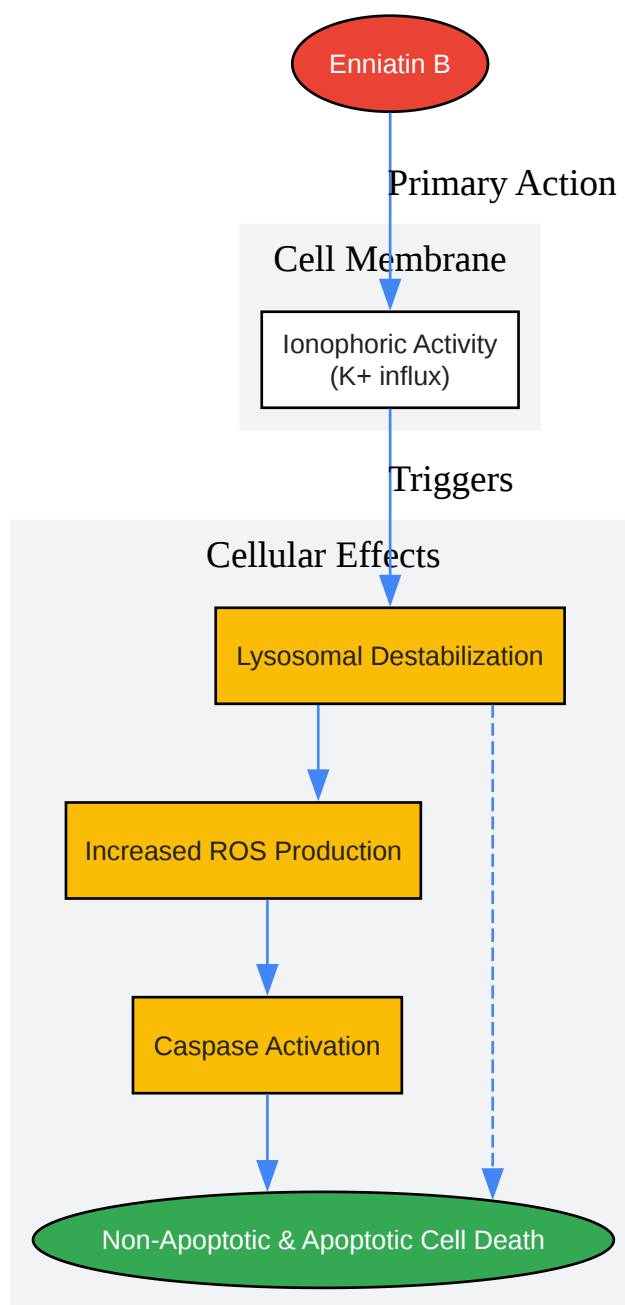 Enniatin B
Primary Action
Cell Membrane
Ionophoric Activity
(K+ influx)
Triggers
Cellular Effects
Lysosomal Destabilization
Increased ROS Production
Caspase Activation
Non-Apoptotic & Apoptotic Cell Death